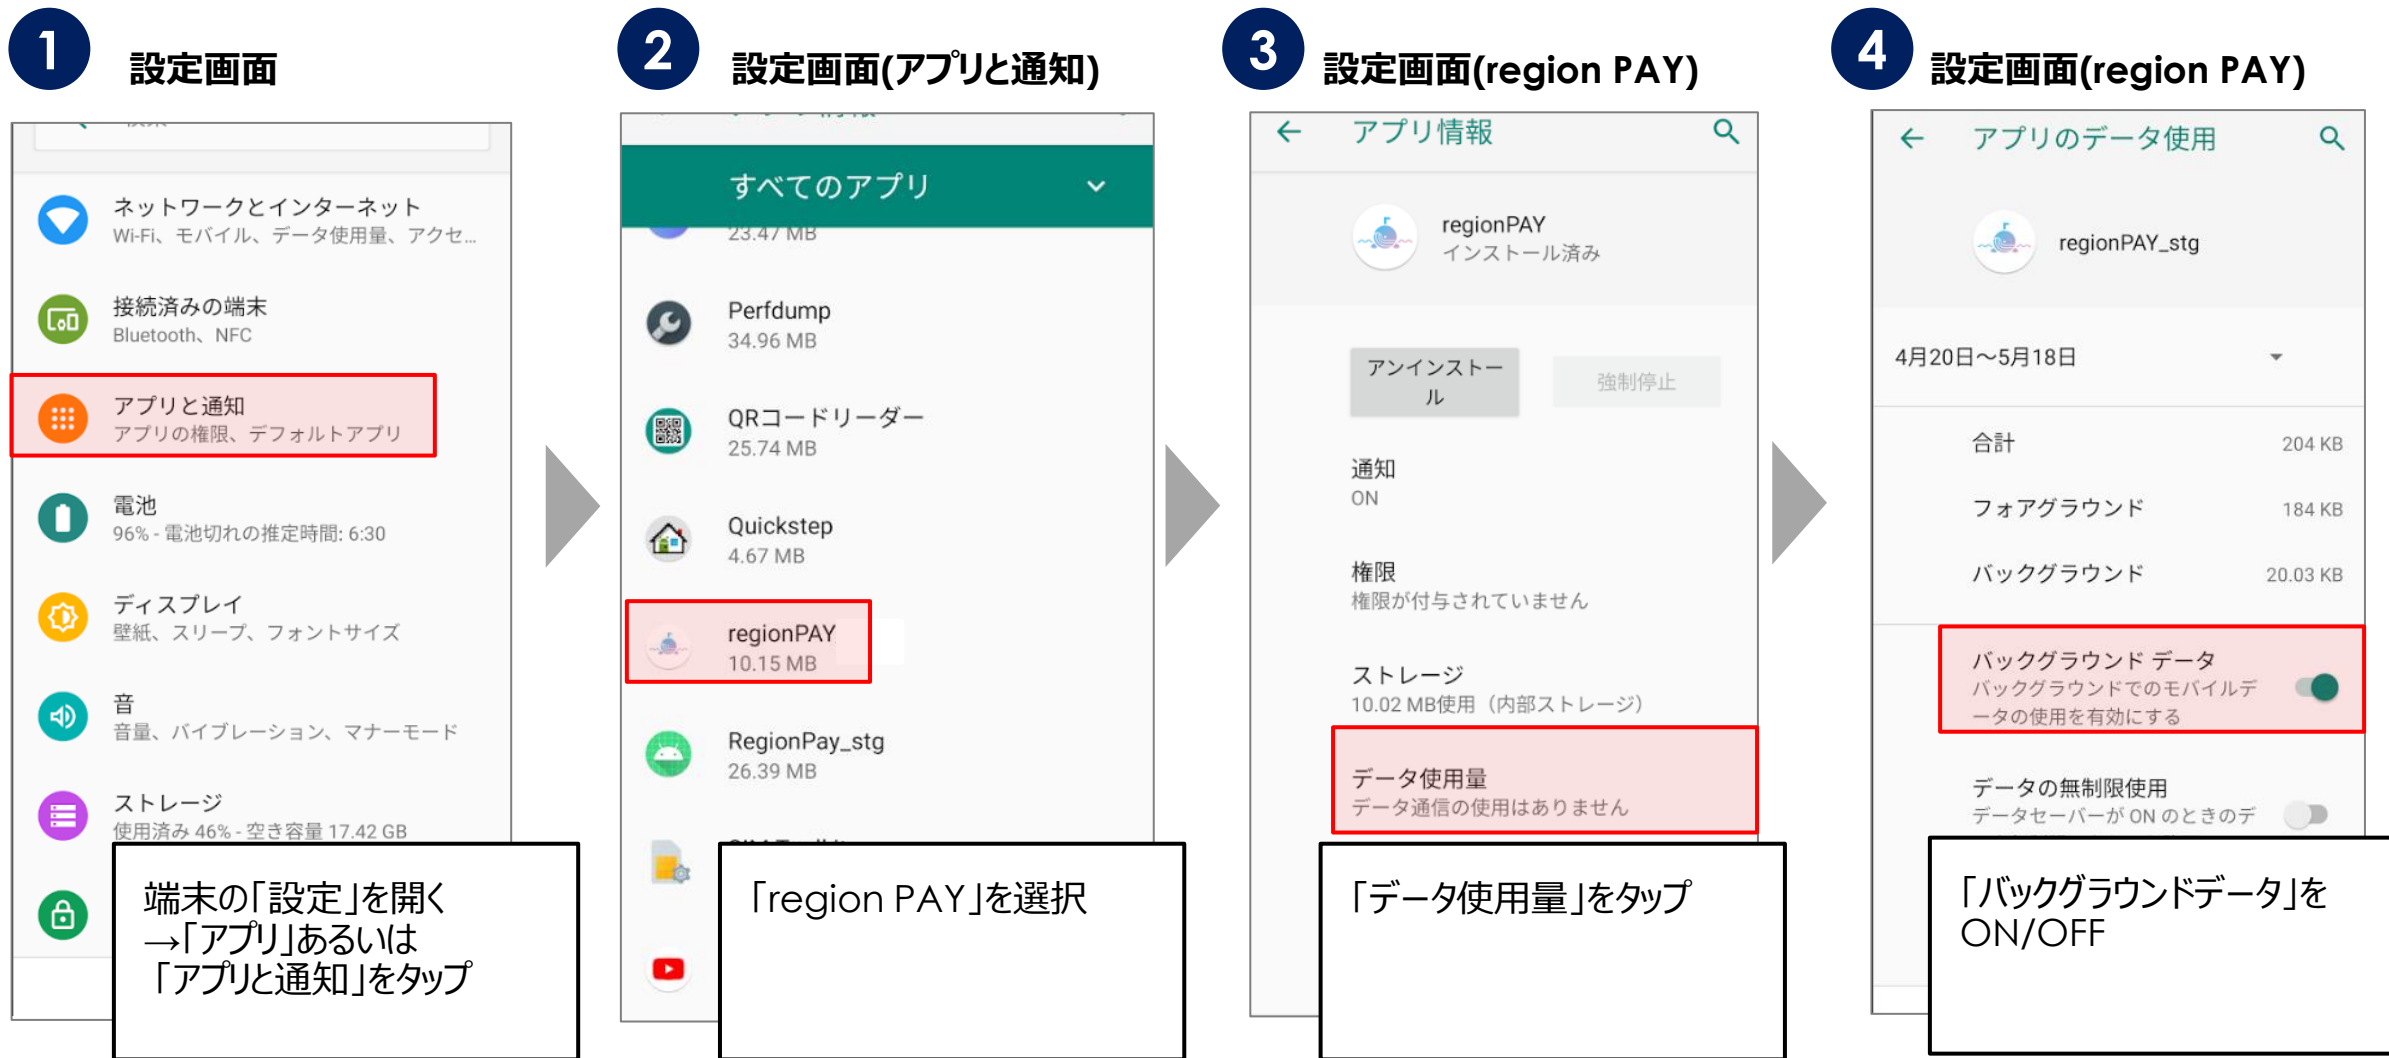 1
設定画面
ネットワークとインターネット
Wi-Fi、モバイル、データ使用量、アクセ...
接続済みの端末
Bluetooth、NFC
アプリと通知
アプリの権限、デフォルトアプリ
電池
96% - 電池切れの推定時間: 6:30
ディスプレイ
壁紙、スリープ、フォントサイズ
音
音量、バイブレーション、マナーモード
ストレージ
使用済み 46% - 空き容量 17.42 GB
端末の「設定」を開く
→「アプリ」あるいは
「アプリと通知」をタップ
2
設定画面(アプリと通知)
すべてのアプリ
23.47 MB
Perfdump
34.96 MB
QRコードリーダー
25.74 MB
Quickstep
4.67 MB
regionPAY
10.15 MB
RegionPay_stg
26.39 MB
「region PAY」を選択
3
設定画面(region PAY)
アプリ情報
regionPAY
インストール済み
アンインストー
ル
強制停止
通知
ON
権限
権限が付与されていません
ストレージ
10.02 MB使用（内部ストレージ）
データ使用量
データ通信の使用はありません
「データ使用量」をタップ
4
設定画面(region PAY)
アプリのデータ使用
regionPAY_stg
4月20日～5月18日
合計 204 KB
フォアグラウンド 184 KB
バックグラウンド 20.03 KB
バックグラウンド データ
バックグラウンドでのモバイルデ
ータの使用を有効にする
データの無制限使用
データセーバーが ON のときのデ
「バックグラウンドデータ」を
ON/OFF